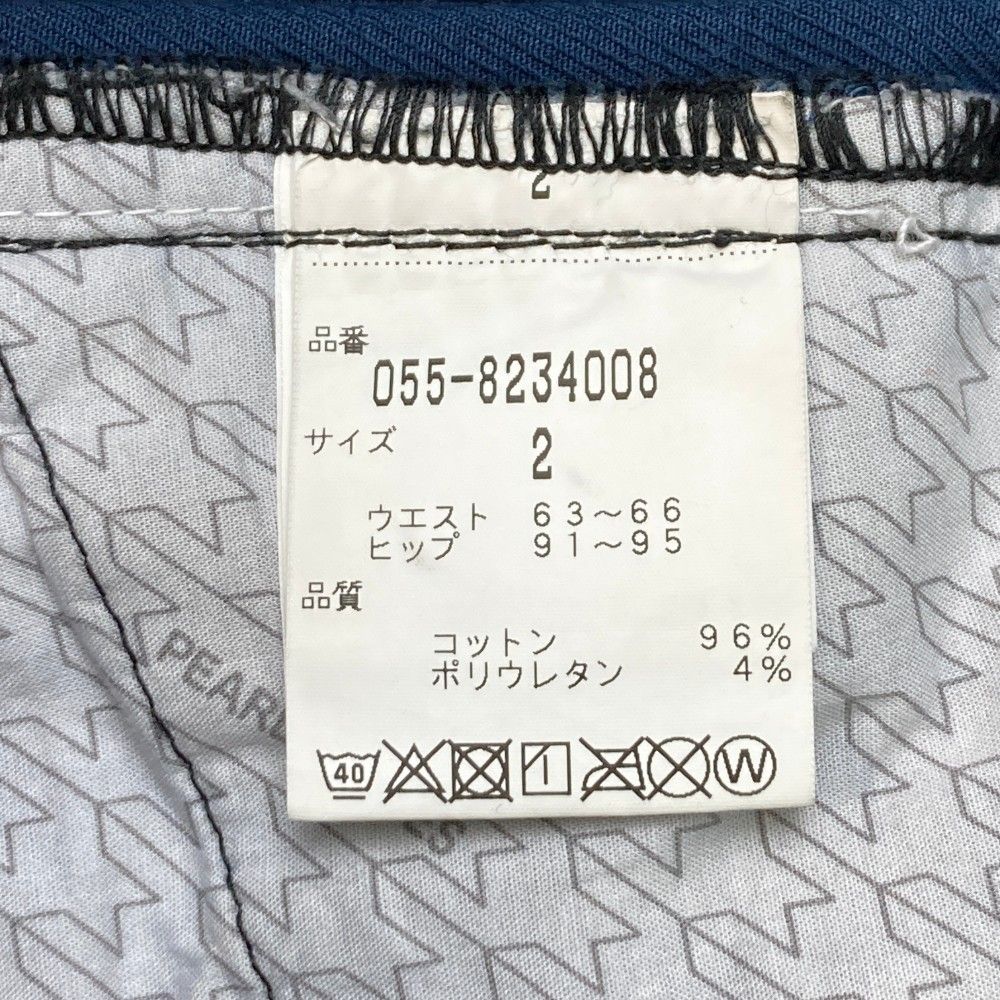 2
品番
055-8234008
サイズ 2
ウエスト 63～66
ヒップ 91～95
品質
コットン 96%
ポリウレタン 4%
40 W
PEAR